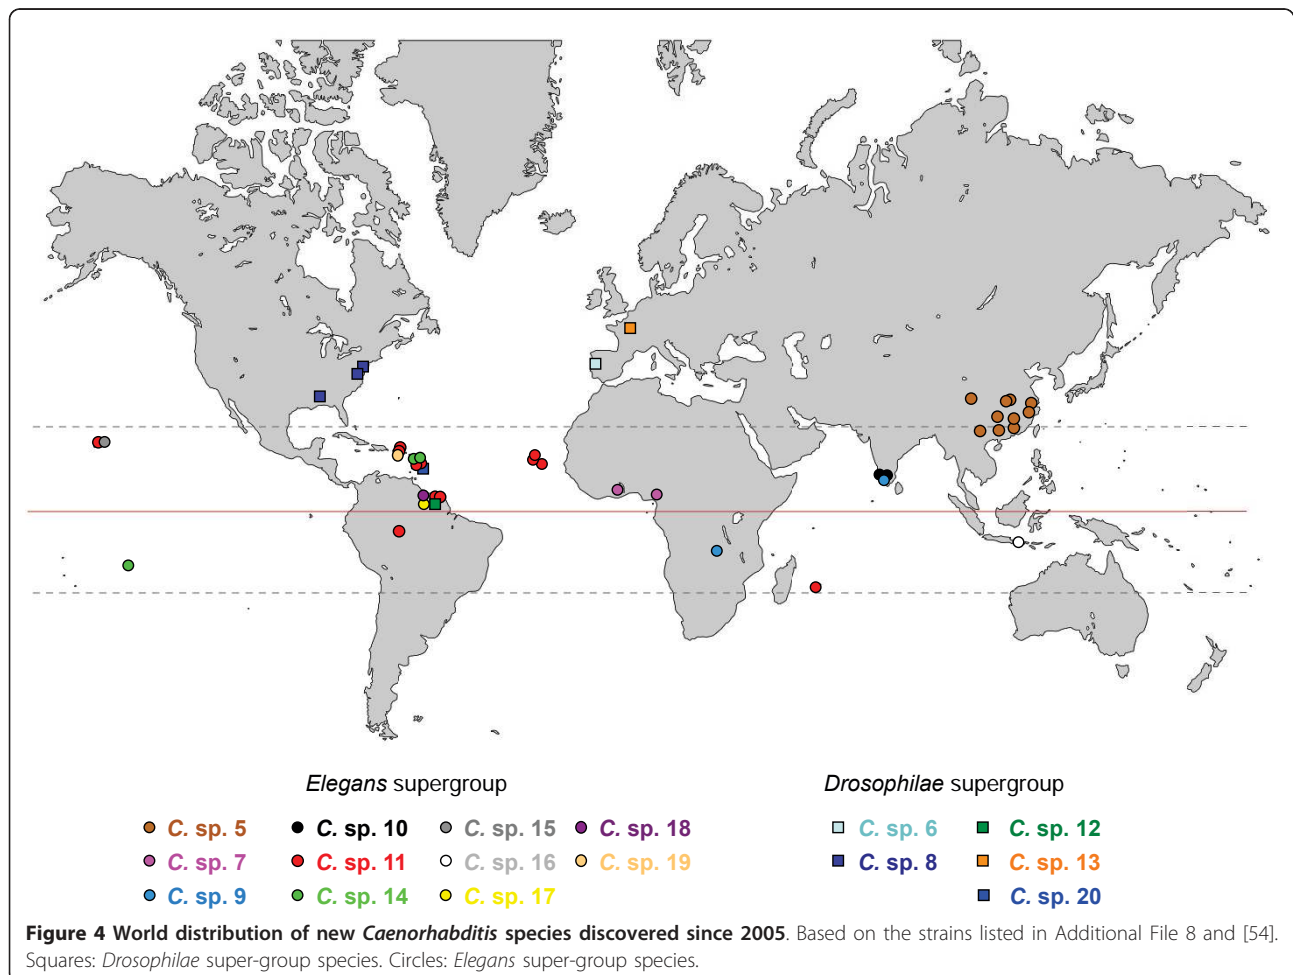 Elegans supergroup
Drosophilae supergroup
C. sp. 5 C. sp. 10 C. sp. 15 C. sp. 18 C. sp. 6 C. sp. 12
C. sp. 7 C. sp. 11 C. sp. 16 C. sp. 19 C. sp. 8 C. sp. 13
C. sp. 9 C. sp. 14 C. sp. 17 C. sp. 20
Figure 4 World distribution of new Caenorhabditis species discovered since 2005. Based on the strains listed in Additional File 8 and [54].
Squares: Drosophilae super-group species. Circles: Elegans super-group species.